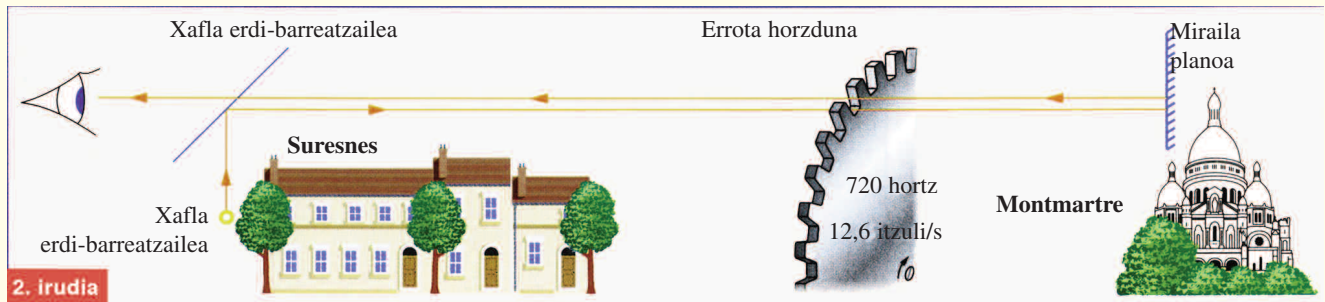 Xafla erdi-barreatzailea
Errota horzduna
Miraila
planoa
Suresnes
720 hortz
12,6 itzuli/s
Montmartre
Xafla
erdi-barreatzailea
O
2. irudia